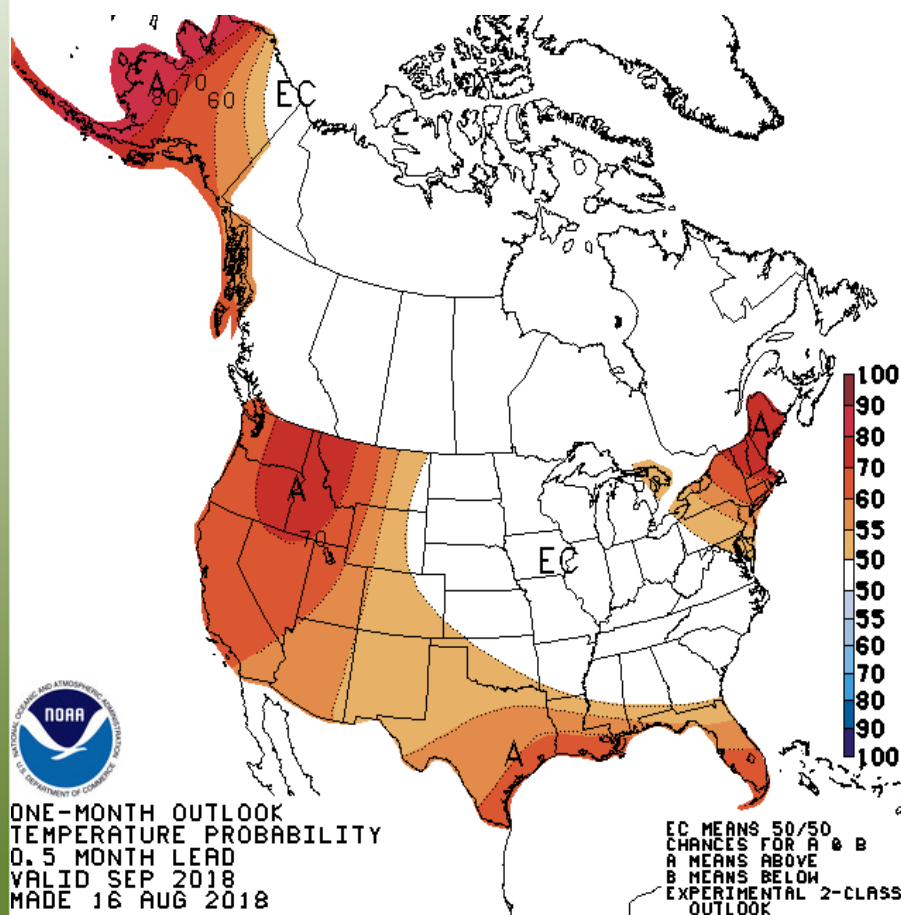 A
80
70
60
EC
A
A
70
EC
A
100
90
80
70
60
55
50
50
55
60
70
80
90
100
NATIONAL OCEANIC AND ATMOSPHERIC ADMINISTRATION
NOAA
U.S. DEPARTMENT OF COMMERCE
ONE-MONTH OUTLOOK
TEMPERATURE PROBABILITY
0.5 MONTH LEAD
VALID SEP 2018
MADE 16 AUG 2018
EC MEANS 50/50
CHANCES FOR A & B
A MEANS ABOVE
B MEANS BELOW
EXPERIMENTAL 2-CLASS
OUTLOOK